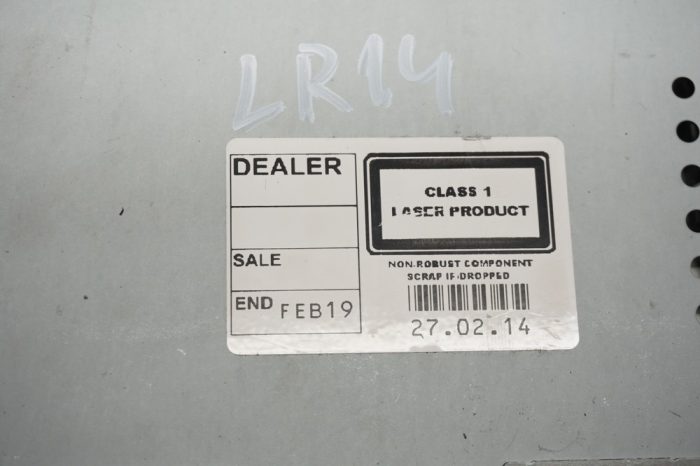 LR14
DEALER
CLASS 1
LASER PRODUCT
SALE
NON-ROBUST COMPONENT
SCRAP IF DROPPED
END FEB19
27.02.14